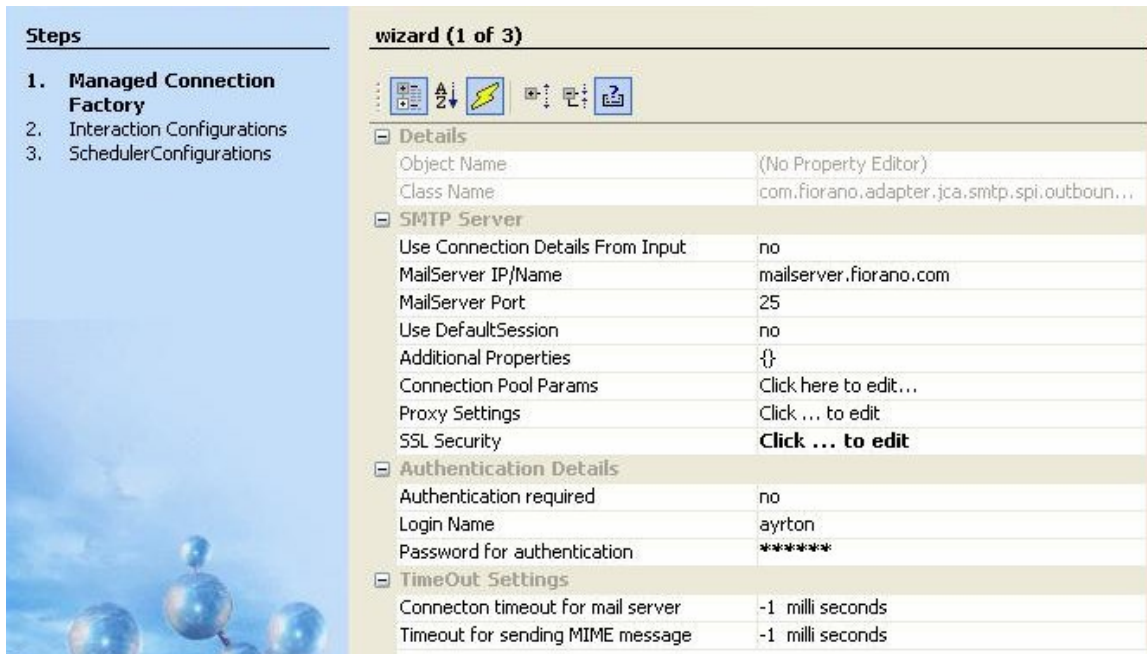 Steps
1. Managed Connection
Factory
2. Interaction Configurations
3. SchedulerConfigurations
wizard (1 of 3)
Details
Object Name (No Property Editor)
Class Name com.fiorano.adapter.jca.smtp.spi.outboun...
SMTP Server
Use Connection Details From Input no
MailServer IP/Name mailserver.fiorano.com
MailServer Port 25
Use DefaultSession no
Additional Properties {}
Connection Pool Params Click here to edit...
Proxy Settings Click ... to edit
SSL Security Click ... to edit
Authentication Details
Authentication required no
Login Name ayrton
Password for authentication ******
TimeOut Settings
Connecton timeout for mail server -1 milli seconds
Timeout for sending MIME message -1 milli seconds